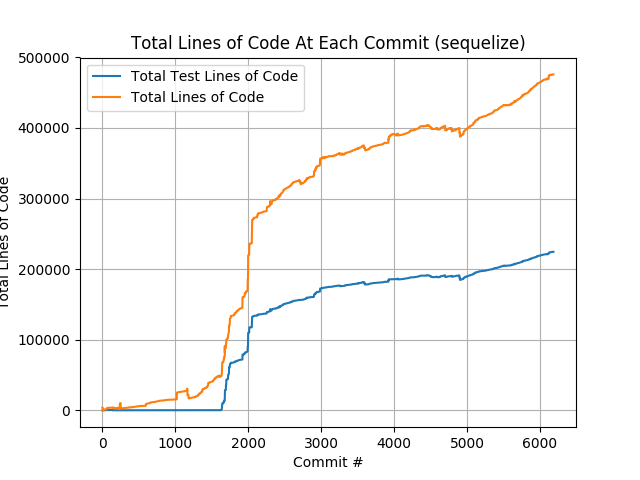 Total Lines of Code At Each Commit (sequelize)
Total Test Lines of Code
Total Lines of Code
500000
400000
300000
200000
100000
0
Total Lines of Code
0 1000 2000 3000 4000 5000 6000
Commit #